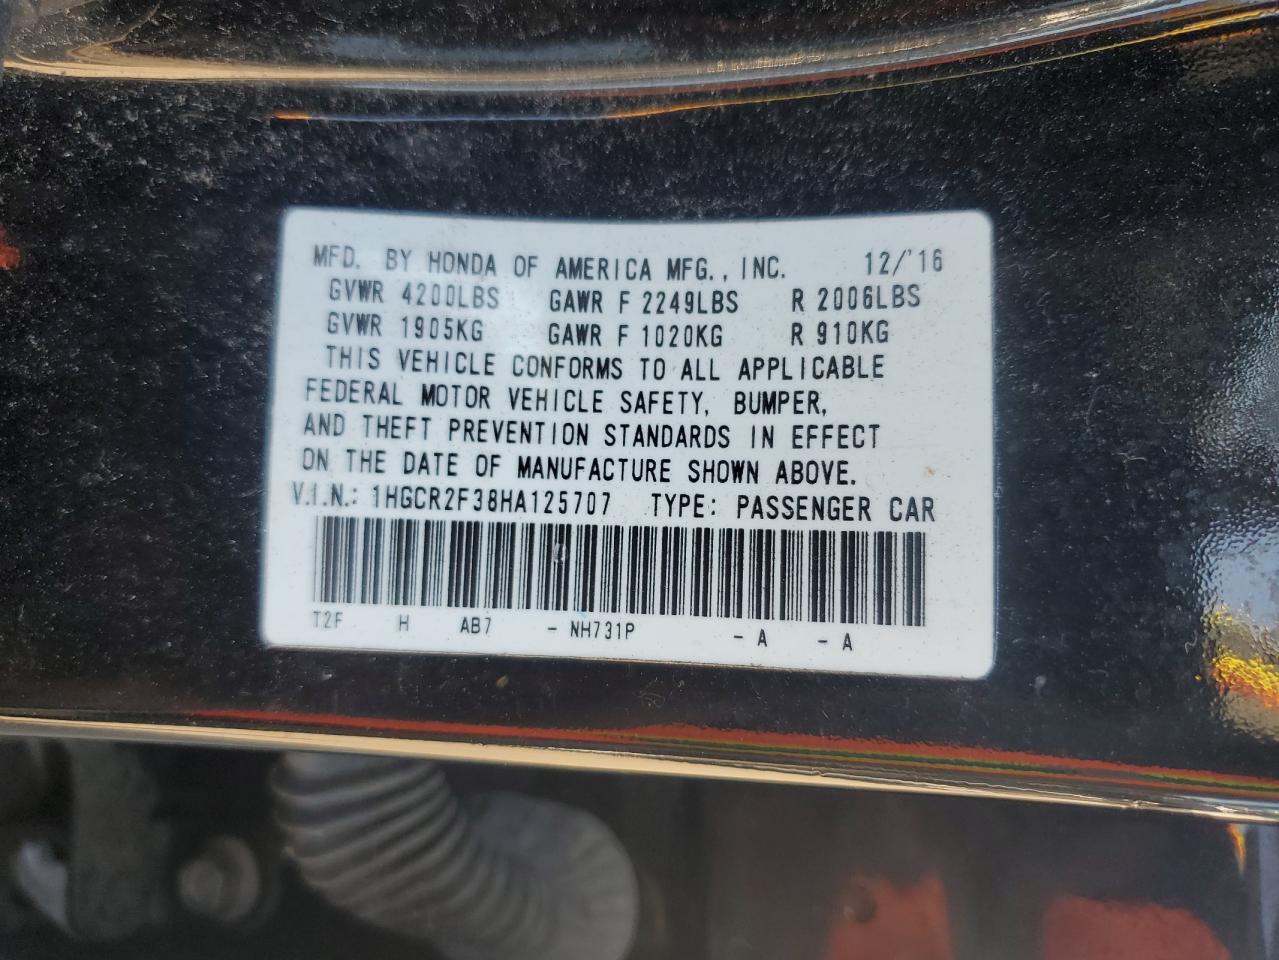 MFD. BY HONDA OF AMERICA MFG., INC. 12/'16
GVWR 4200LBS GAWR F 2249LBS R 2006LBS
GVWR 1905KG GAWR F 1020KG R 910KG
THIS VEHICLE CONFORMS TO ALL APPLICABLE
FEDERAL MOTOR VEHICLE SAFETY, BUMPER,
AND THEFT PREVENTION STANDARDS IN EFFECT
ON THE DATE OF MANUFACTURE SHOWN ABOVE.
V.I.N.: 1HGCR2F38HA125707 TYPE: PASSENGER CAR
T2F H AB7 - NH731P - A - A